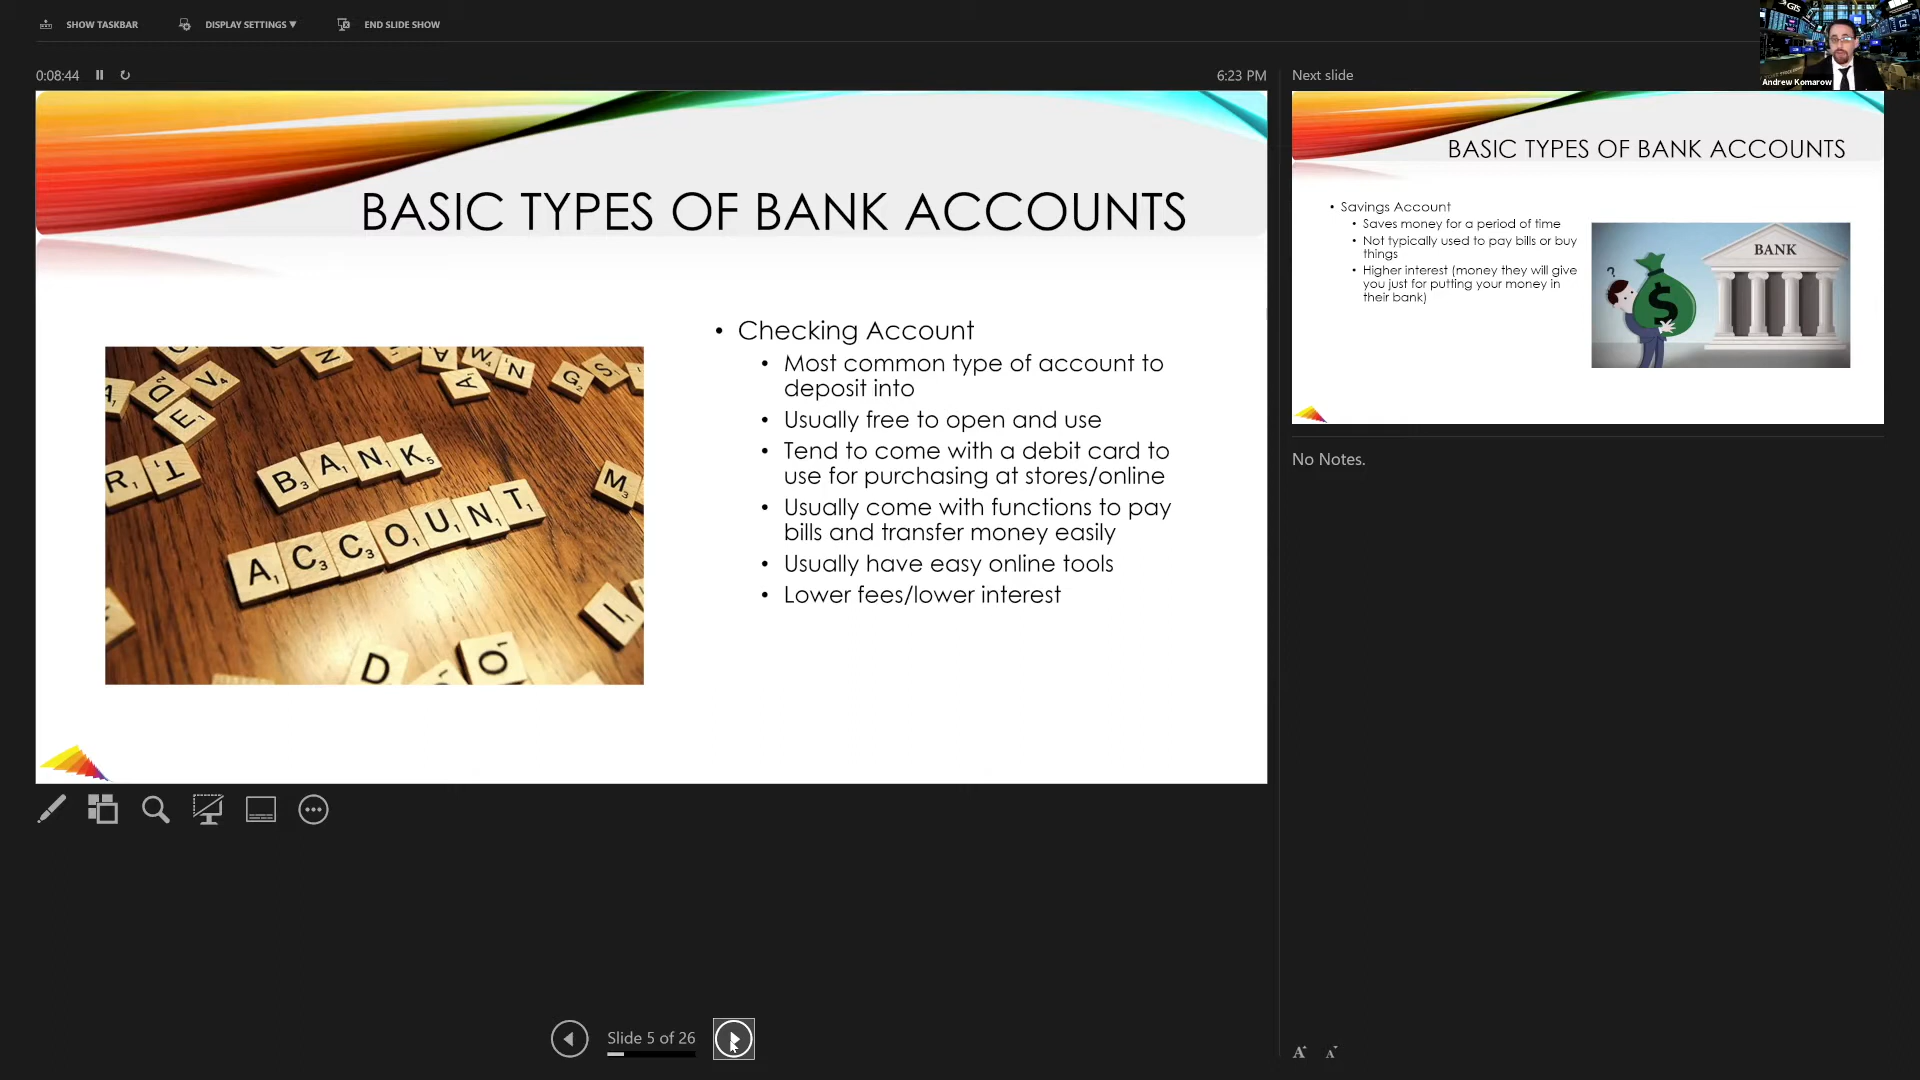 SHOW TASKBAR
DISPLAY SETTINGS ▼
END SLIDE SHOW
GTS
Andrew Komarow
0:08:44
6:23 PM
Next slide
BASIC TYPES OF BANK ACCOUNTS
BANK
ACCOUNT
• Checking Account
• Most common type of account to
deposit into
• Usually free to open and use
• Tend to come with a debit card to
use for purchasing at stores/online
• Usually come with functions to pay
bills and transfer money easily
• Usually have easy online tools
• Lower fees/lower interest
BASIC TYPES OF BANK ACCOUNTS
• Savings Account
• Saves money for a period of time
• Not typically used to pay bills or buy
things
• Higher interest (money they will give
you just for putting your money in
their bank)
BANK
?
$
No Notes.
Slide 5 of 26